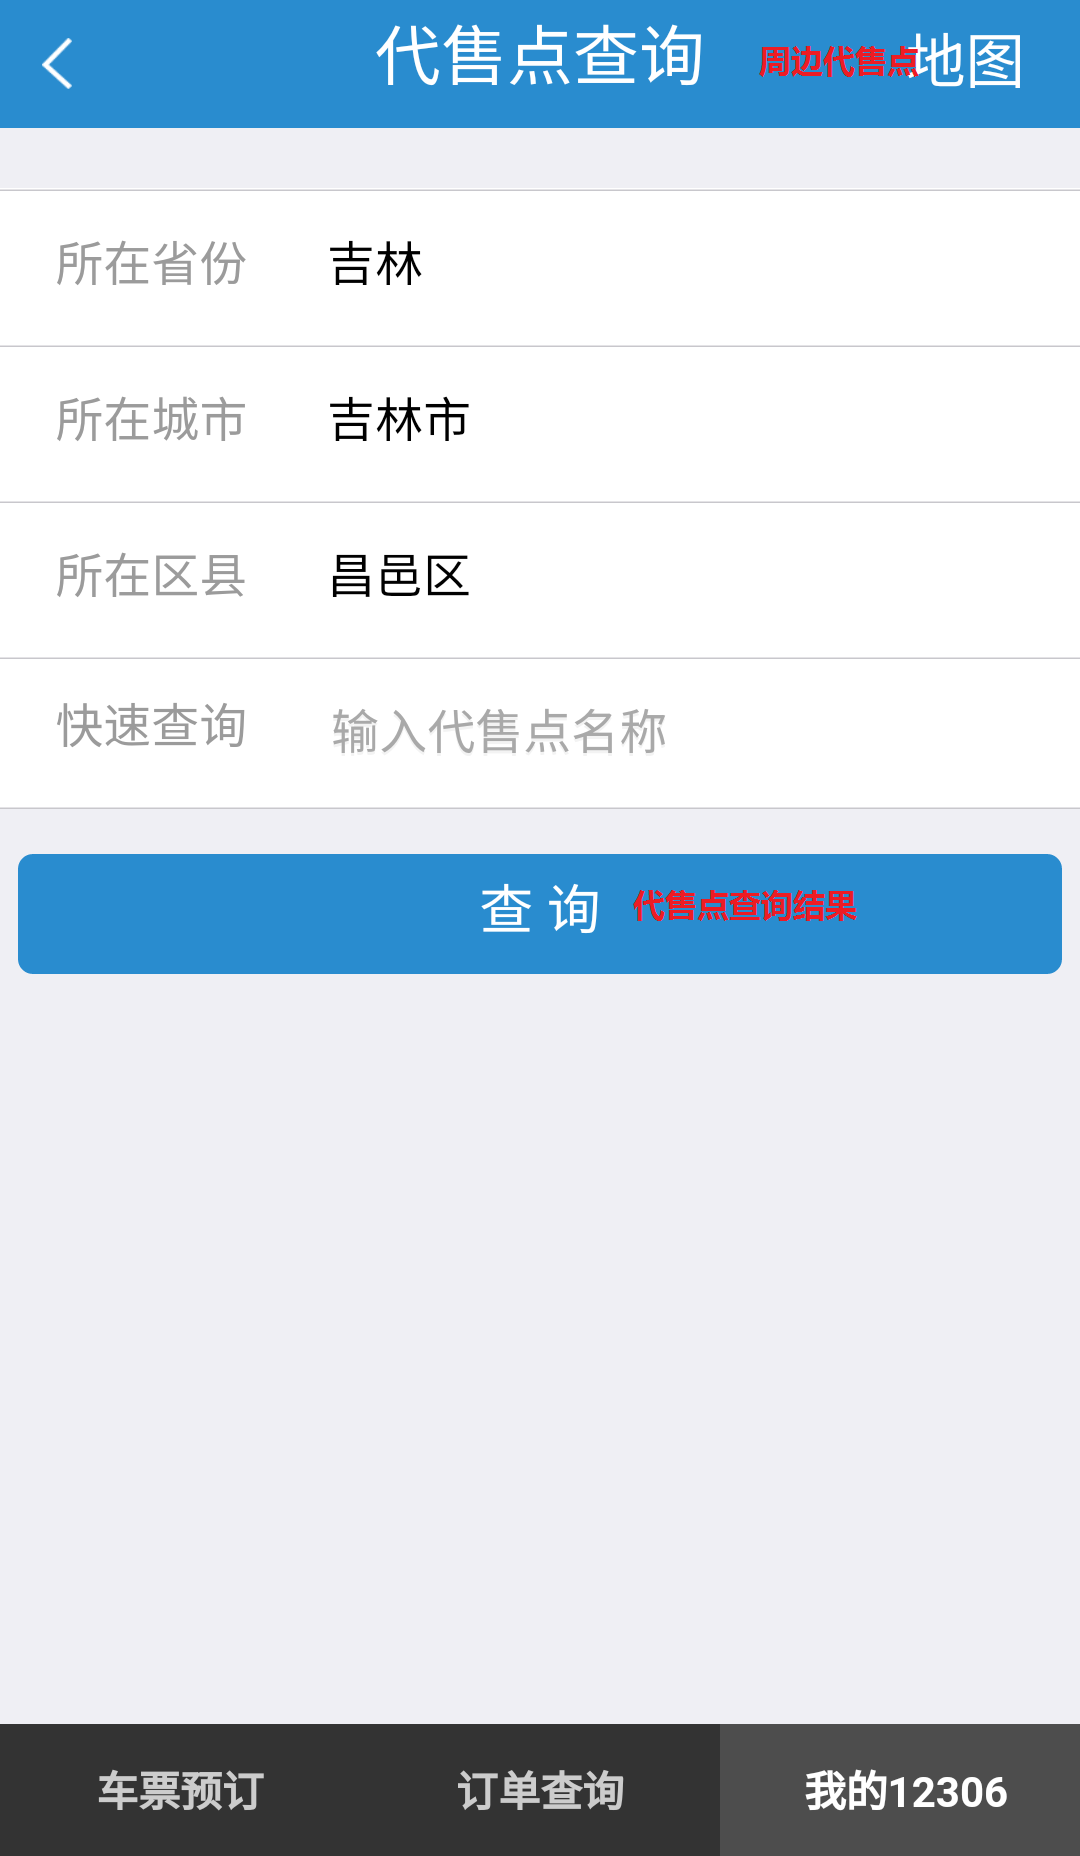 代售点查询 周边代售点 地图
所在省份 吉林
所在城市 吉林市
所在区县 昌邑区
快速查询 输入代售点名称
查 询 代售点查询结果
车票预订 订单查询 我的12306